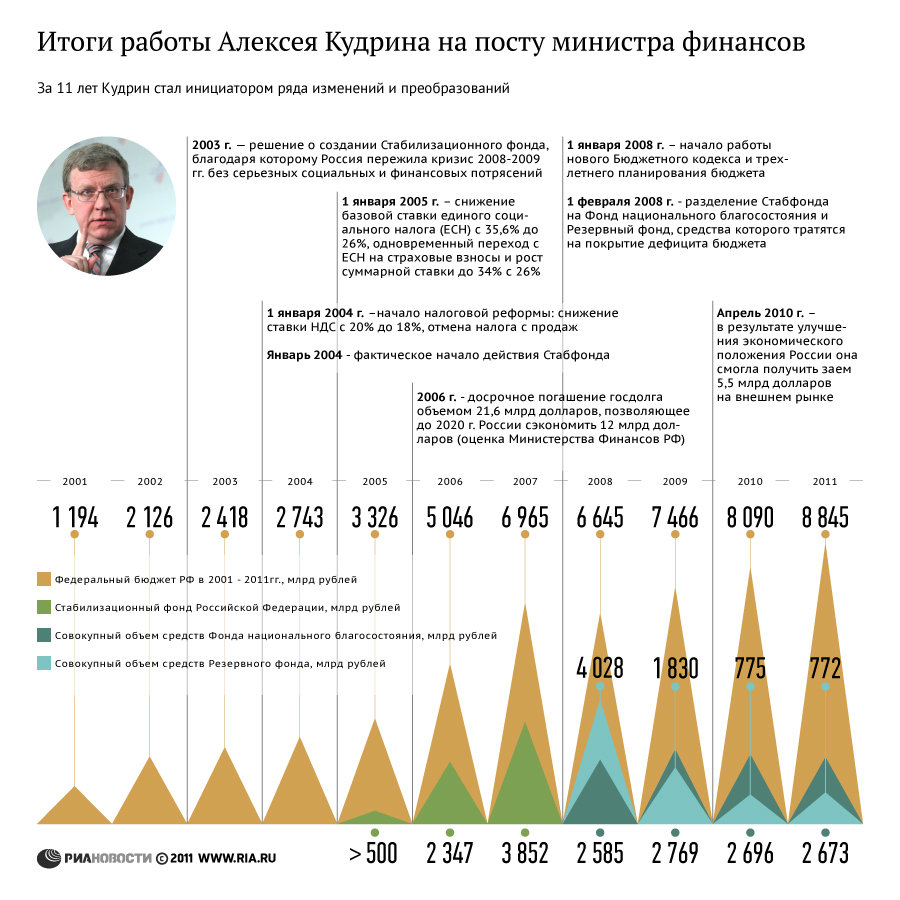 Итоги работы Алексея Кудрина на посту министра финансов
За 11 лет Кудрин стал инициатором ряда изменений и преобразований
2003 г. — решение о создании Стабилизационного фонда,
благодаря которому Россия пережила кризис 2008-2009
гг. без серьезных социальных и финансовых потрясений
1 января 2008 г. – начало работы
нового Бюджетного кодекса и трех-
летнего планирования бюджета
1 января 2005 г. – снижение
базовой ставки единого соци-
ального налога (ЕСН) с 35,6% до
26%, одновременный переход с
ЕСН на страховые взносы и рост
суммарной ставки до 34% с 26%
1 февраля 2008 г. - разделение Стабфонда
на Фонд национального благосостояния и
Резервный фонд, средства которого тратятся
на покрытие дефицита бюджета
1 января 2004 г. –начало налоговой реформы: снижение
ставки НДС с 20% до 18%, отмена налога с продаж
Январь 2004 - фактическое начало действия Стабфонда
Апрель 2010 г. –
в результате улучше-
ния экономического
положения России она
смогла получить заем
5,5 млрд долларов
на внешнем рынке
2006 г. - досрочное погашение госдолга
объемом 21,6 млрд долларов, позволяющее
до 2020 г. России сэкономить 12 млрд дол-
ларов (оценка Министерства Финансов РФ)
2001 2002 2003 2004 2005 2006 2007 2008 2009 2010 2011
1 194 2 126 2 418 2 743 3 326 5 046 6 965 6 645 7 466 8 090 8 845
Федеральный бюджет РФ в 2001 - 2011гг., млрд рублей
Стабилизационный фонд Российской Федерации, млрд рублей
Совокупный объем средств Фонда национального благосостояния, млрд рублей
Совокупный объем средств Резервного фонда, млрд рублей
4 028 1 830 775 772
> 500 2 347 3 852 2 585 2 769 2 696 2 673
РИАНОВОСТИ © 2011 WWW.RIA.RU